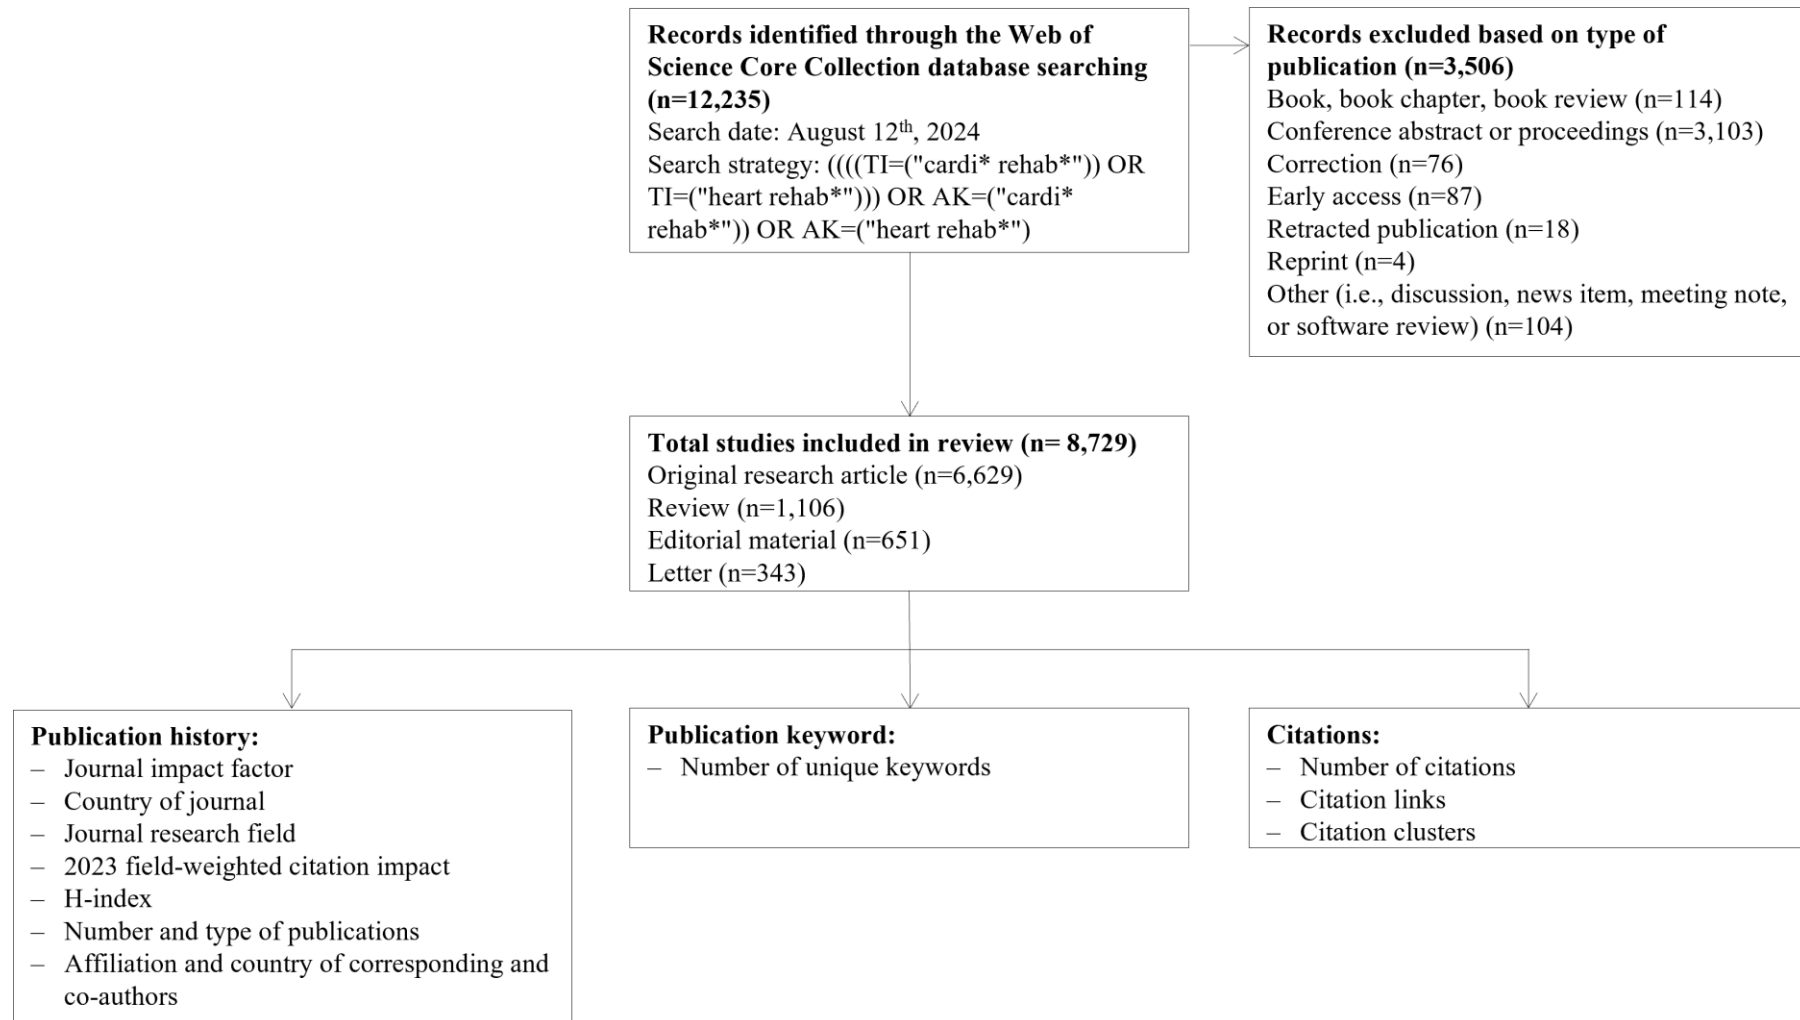 Records identified through the Web of
Science Core Collection database searching
(n=12,235)
Search date: August 12th, 2024
Search strategy: ((((TI=("cardi* rehab*")) OR
TI=("heart rehab*"))) OR AK=("cardi*
rehab*")) OR AK=("heart rehab*")
Records excluded based on type of
publication (n=3,506)
Book, book chapter, book review (n=114)
Conference abstract or proceedings (n=3,103)
Correction (n=76)
Early access (n=87)
Retracted publication (n=18)
Reprint (n=4)
Other (i.e., discussion, news item, meeting note,
or software review) (n=104)
Total studies included in review (n= 8,729)
Original research article (n=6,629)
Review (n=1,106)
Editorial material (n=651)
Letter (n=343)
Publication history:
– Journal impact factor
– Country of journal
– Journal research field
– 2023 field-weighted citation impact
– H-index
– Number and type of publications
– Affiliation and country of corresponding and
co-authors
Publication keyword:
– Number of unique keywords
Citations:
– Number of citations
– Citation links
– Citation clusters